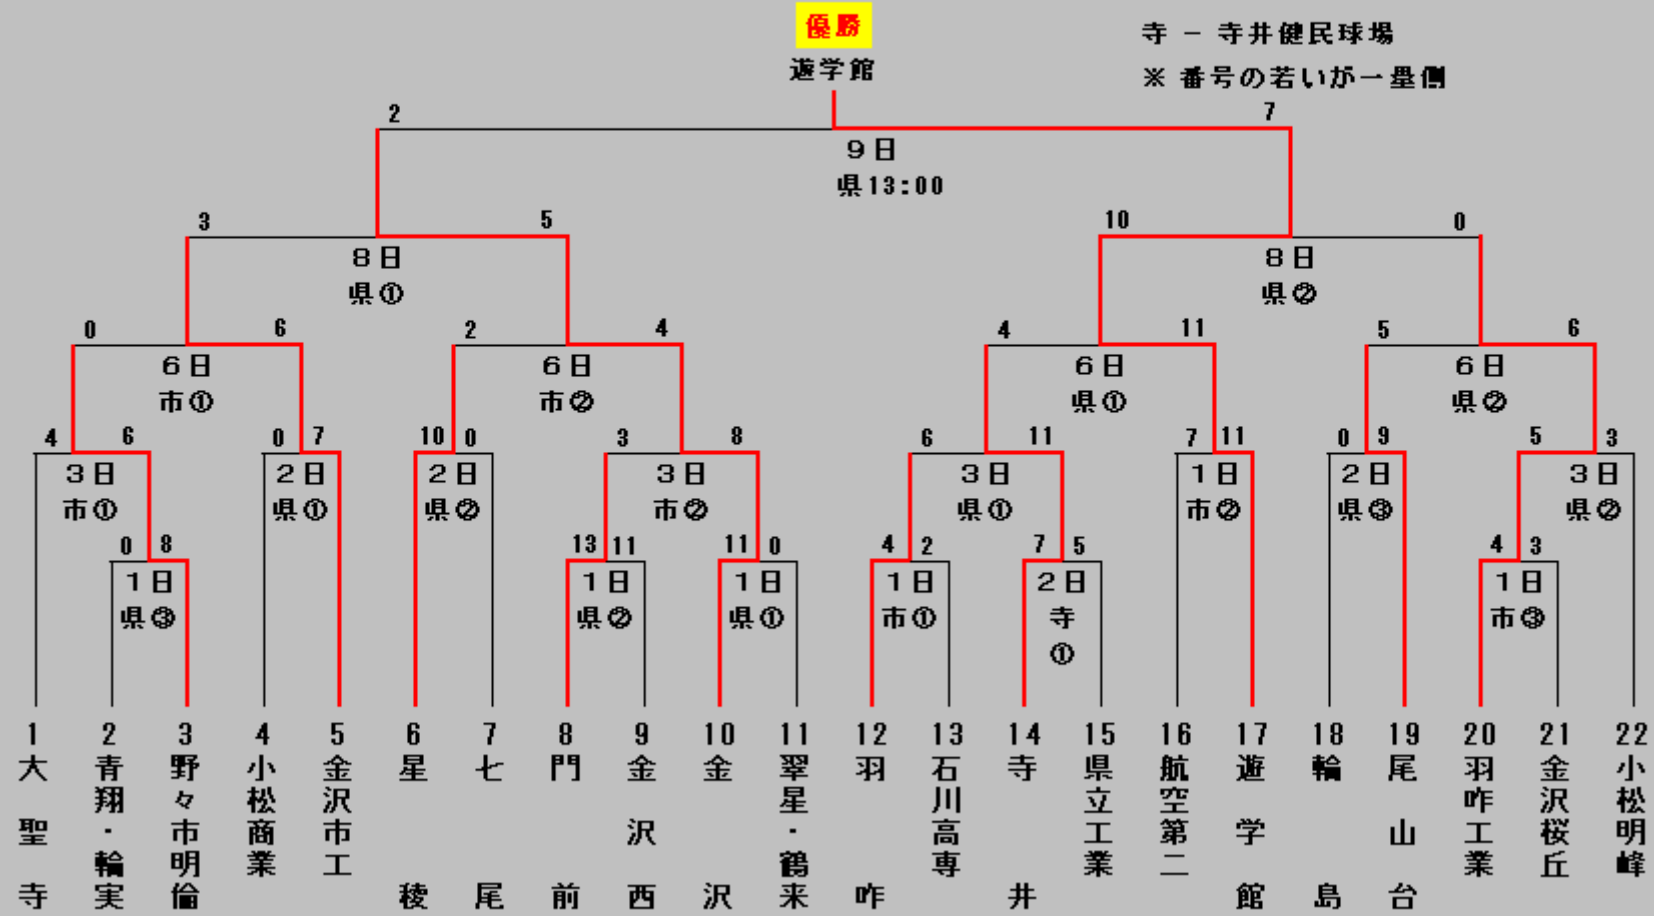 優勝
遊学館
寺 － 寺井健民球場
※ 番号の若いが一塁側
2 7
9日
県13:00
3 5 10 0
8日 8日
県① 県②
0 6 2 4 4 11 5 6
6日 6日 6日 6日
市① 市② 県① 県②
4 6 0 7 10 0 3 8 6 11 7 11 0 9 5 3
3日 2日 2日 3日 3日 1日 2日 3日
市① 県① 県② 市② 県① 市② 県③ 県②
0 8 13 11 11 0 4 2 7 5 4 3
1日 1日 1日 1日 2日 1日
県③ 県② 県① 市① 寺 市③
①
1 2 3 4 5 6 7 8 9 10 11 12 13 14 15 16 17 18 19 20 21 22
大聖寺
青翔・輪実
野々市明倫
小松商業
金沢市工
星稜
七尾
門前
金沢西
金沢
翠星・鶴来
羽咋
石川高専
寺井
県立工業
航空第二
遊学館
輪島
尾山台
羽咋工業
金沢桜丘
小松明峰